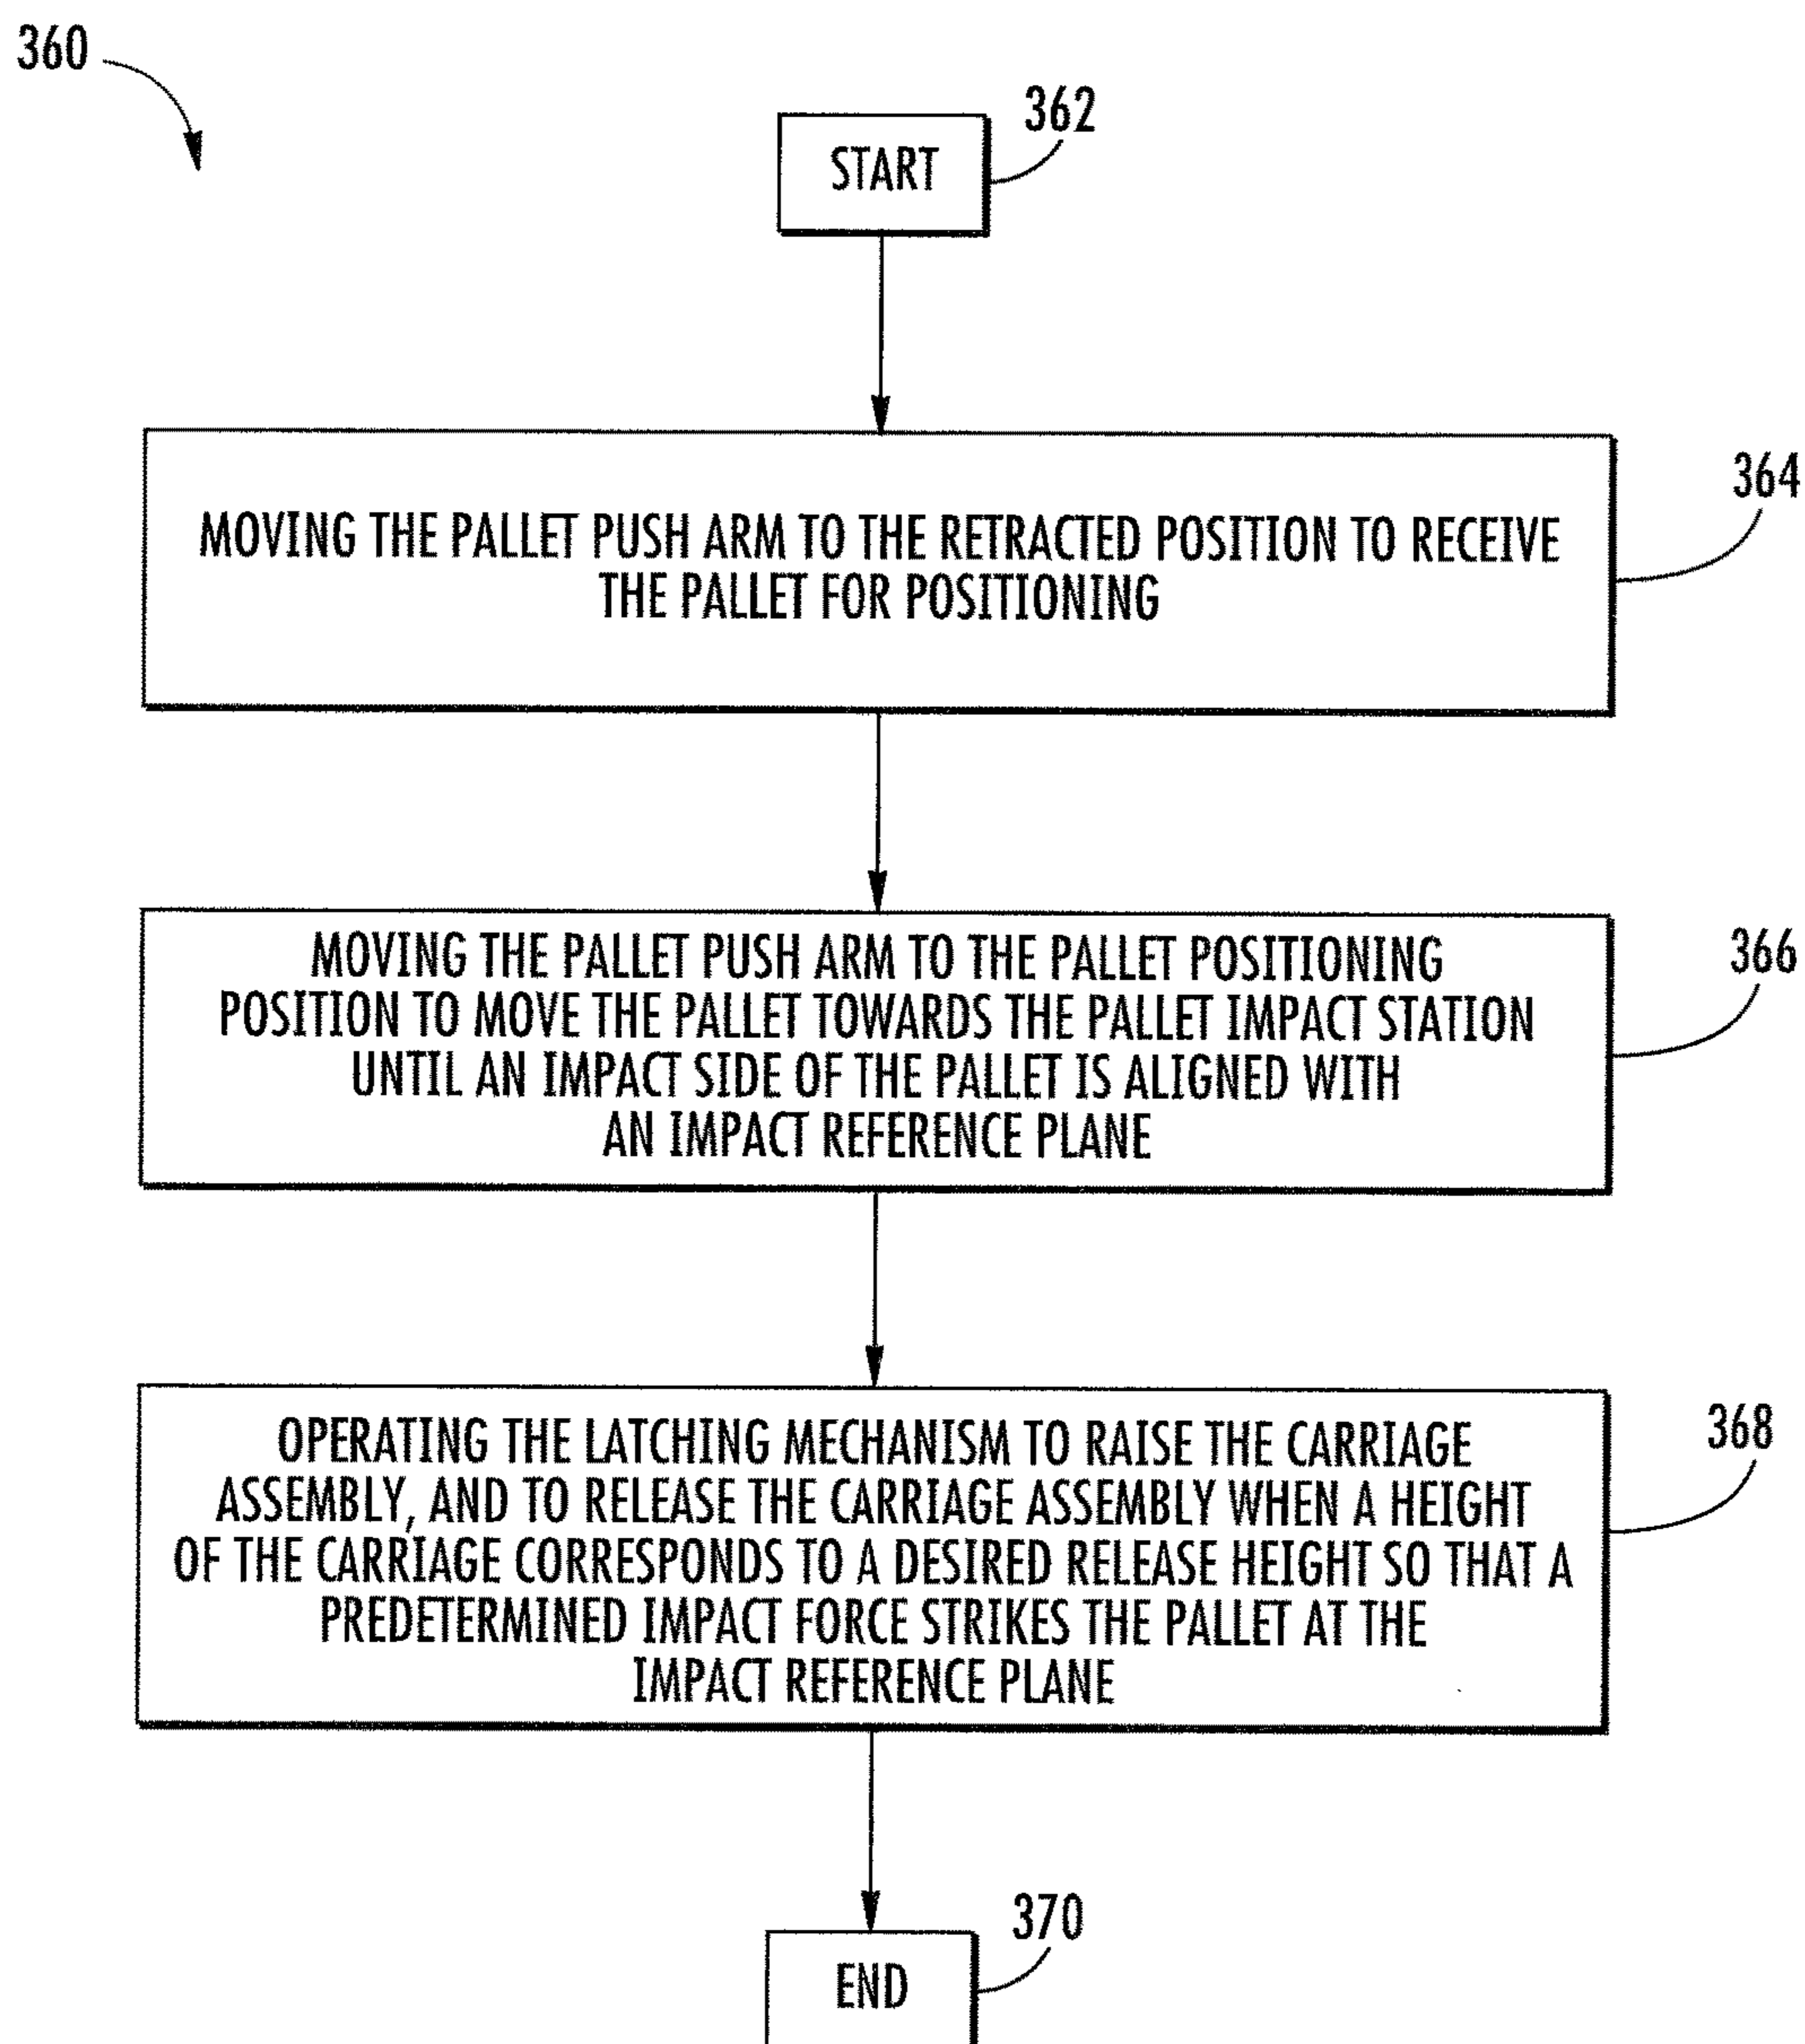 360
362
START
364
MOVING THE PALLET PUSH ARM TO THE RETRACTED POSITION TO RECEIVE
THE PALLET FOR POSITIONING
366
MOVING THE PALLET PUSH ARM TO THE PALLET POSITIONING
POSITION TO MOVE THE PALLET TOWARDS THE PALLET IMPACT STATION
UNTIL AN IMPACT SIDE OF THE PALLET IS ALIGNED WITH
AN IMPACT REFERENCE PLANE
368
OPERATING THE LATCHING MECHANISM TO RAISE THE CARRIAGE
ASSEMBLY, AND TO RELEASE THE CARRIAGE ASSEMBLY WHEN A HEIGHT
OF THE CARRIAGE CORRESPONDS TO A DESIRED RELEASE HEIGHT SO THAT A
PREDETERMINED IMPACT FORCE STRIKES THE PALLET AT THE
IMPACT REFERENCE PLANE
370
END